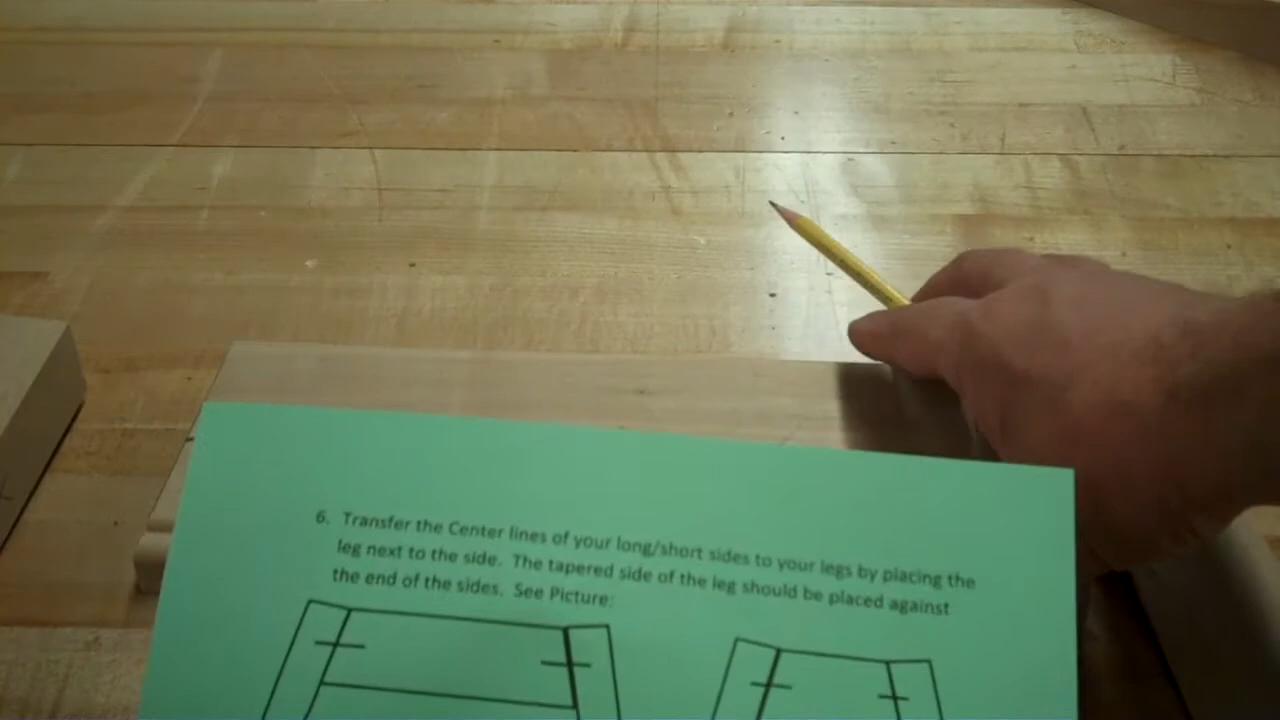 6. Transfer the Center lines of your long/short sides to your legs by placing the
leg next to the side. The tapered side of the leg should be placed against
the end of the sides. See Picture: